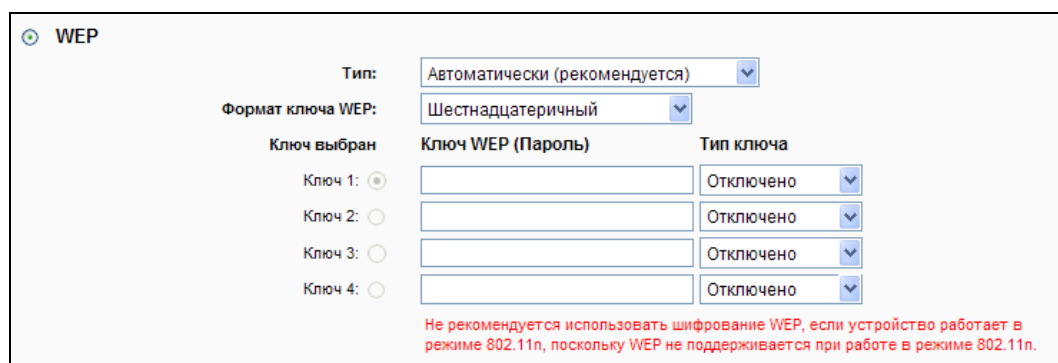 WEP
Тип: Автоматически (рекомендуется)
Формат ключа WEP: Шестнадцатеричный
Ключ выбран Ключ WEP (Пароль) Тип ключа
Ключ 1: Отключено
Ключ 2: Отключено
Ключ 3: Отключено
Ключ 4: Отключено
Не рекомендуется использовать шифрование WEP, если устройство работает в
режиме 802.11n, поскольку WEP не поддерживается при работе в режиме 802.11n.